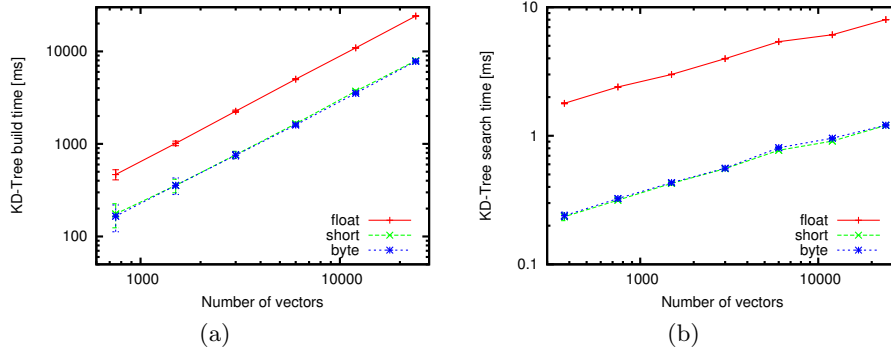 10000
1000
100
KD-Tree build time [ms]
float
short
byte
1000
10000
Number of vectors
(a)
10
1
0.1
KD-Tree search time [ms]
float
short
byte
1000
10000
Number of vectors
(b)